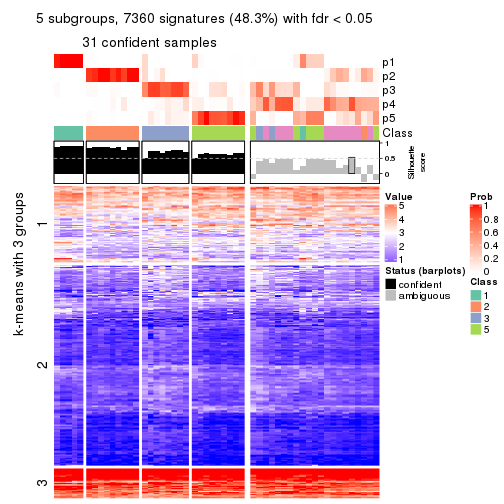 5 subgroups, 7360 signatures (48.3%) with fdr < 0.05
31 confident samples
p1
p2
p3
p4
p5
Class
1
0.5
0
Silhouette
score
k-means with 3 groups
1
2
3
Value
5
4
3
2
1
Status (barplots)
confident
ambiguous
Prob
1
0.8
0.6
0.4
0.2
0
Class
1
2
3
5